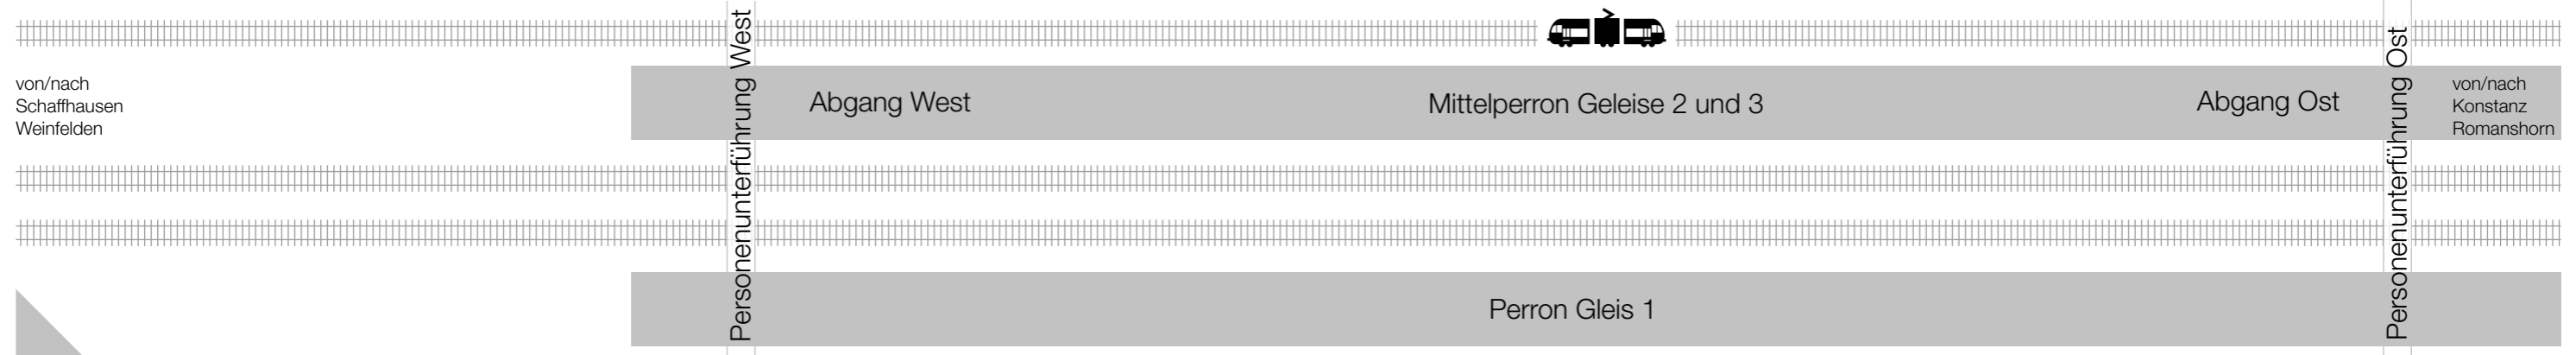 Personenunterführung West
Personenunterführung Ost
von/nach
Schaffhausen
Weinfelden
Abgang West
Mittelperron Geleise 2 und 3
Abgang Ost
von/nach
Konstanz
Romanshorn
Perron Gleis 1